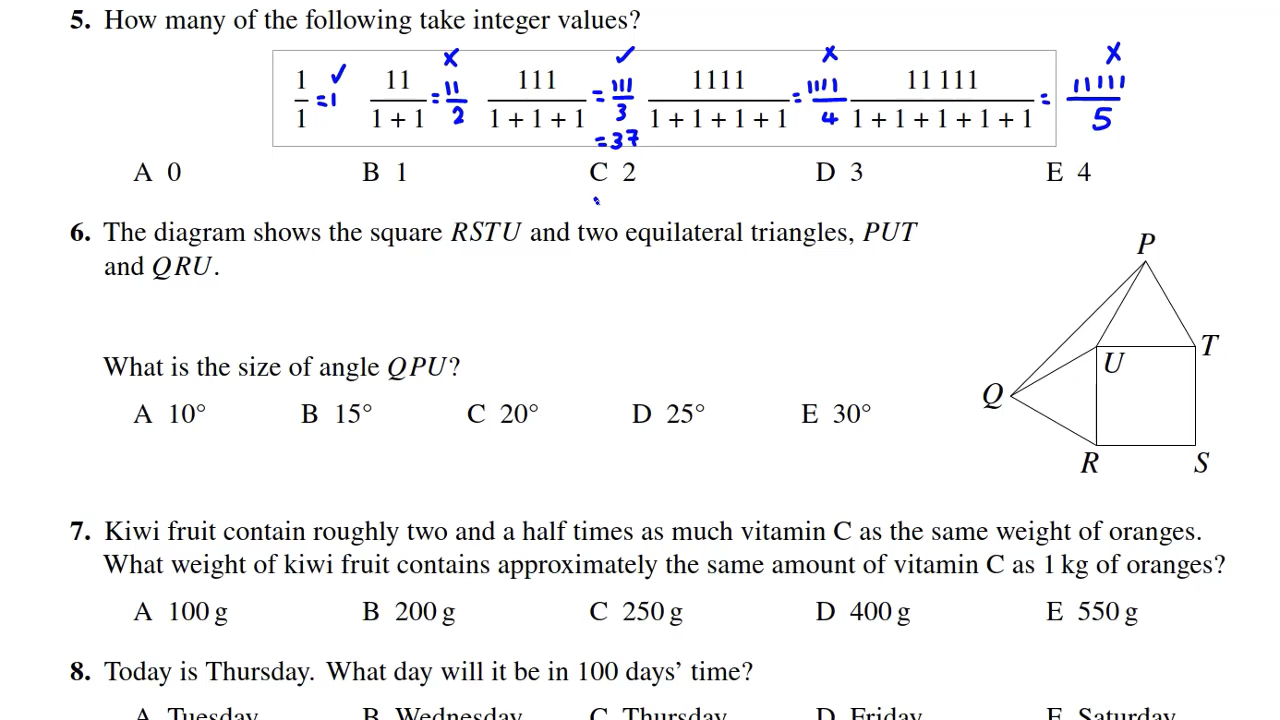 5. How many of the following take integer values?
✓ x ✓ x x
1 11 111 1111 11 111
1 1 + 1 1 + 1 + 1 1 + 1 + 1 + 1 1 + 1 + 1 + 1 + 1
=1 = 11/2 = 111/3 = 1111/4 = 11111/5
=37
A 0 B 1 C 2 D 3 E 4
6. The diagram shows the square RSTU and two equilateral triangles, PUT
and QRU.
P
T
U
Q
R S
What is the size of angle QPU?
A 10° B 15° C 20° D 25° E 30°
7. Kiwi fruit contain roughly two and a half times as much vitamin C as the same weight of oranges.
What weight of kiwi fruit contains approximately the same amount of vitamin C as 1 kg of oranges?
A 100 g B 200 g C 250 g D 400 g E 550 g
8. Today is Thursday. What day will it be in 100 days' time?
A Tuesday B Wednesday C Thursday D Friday E Saturday